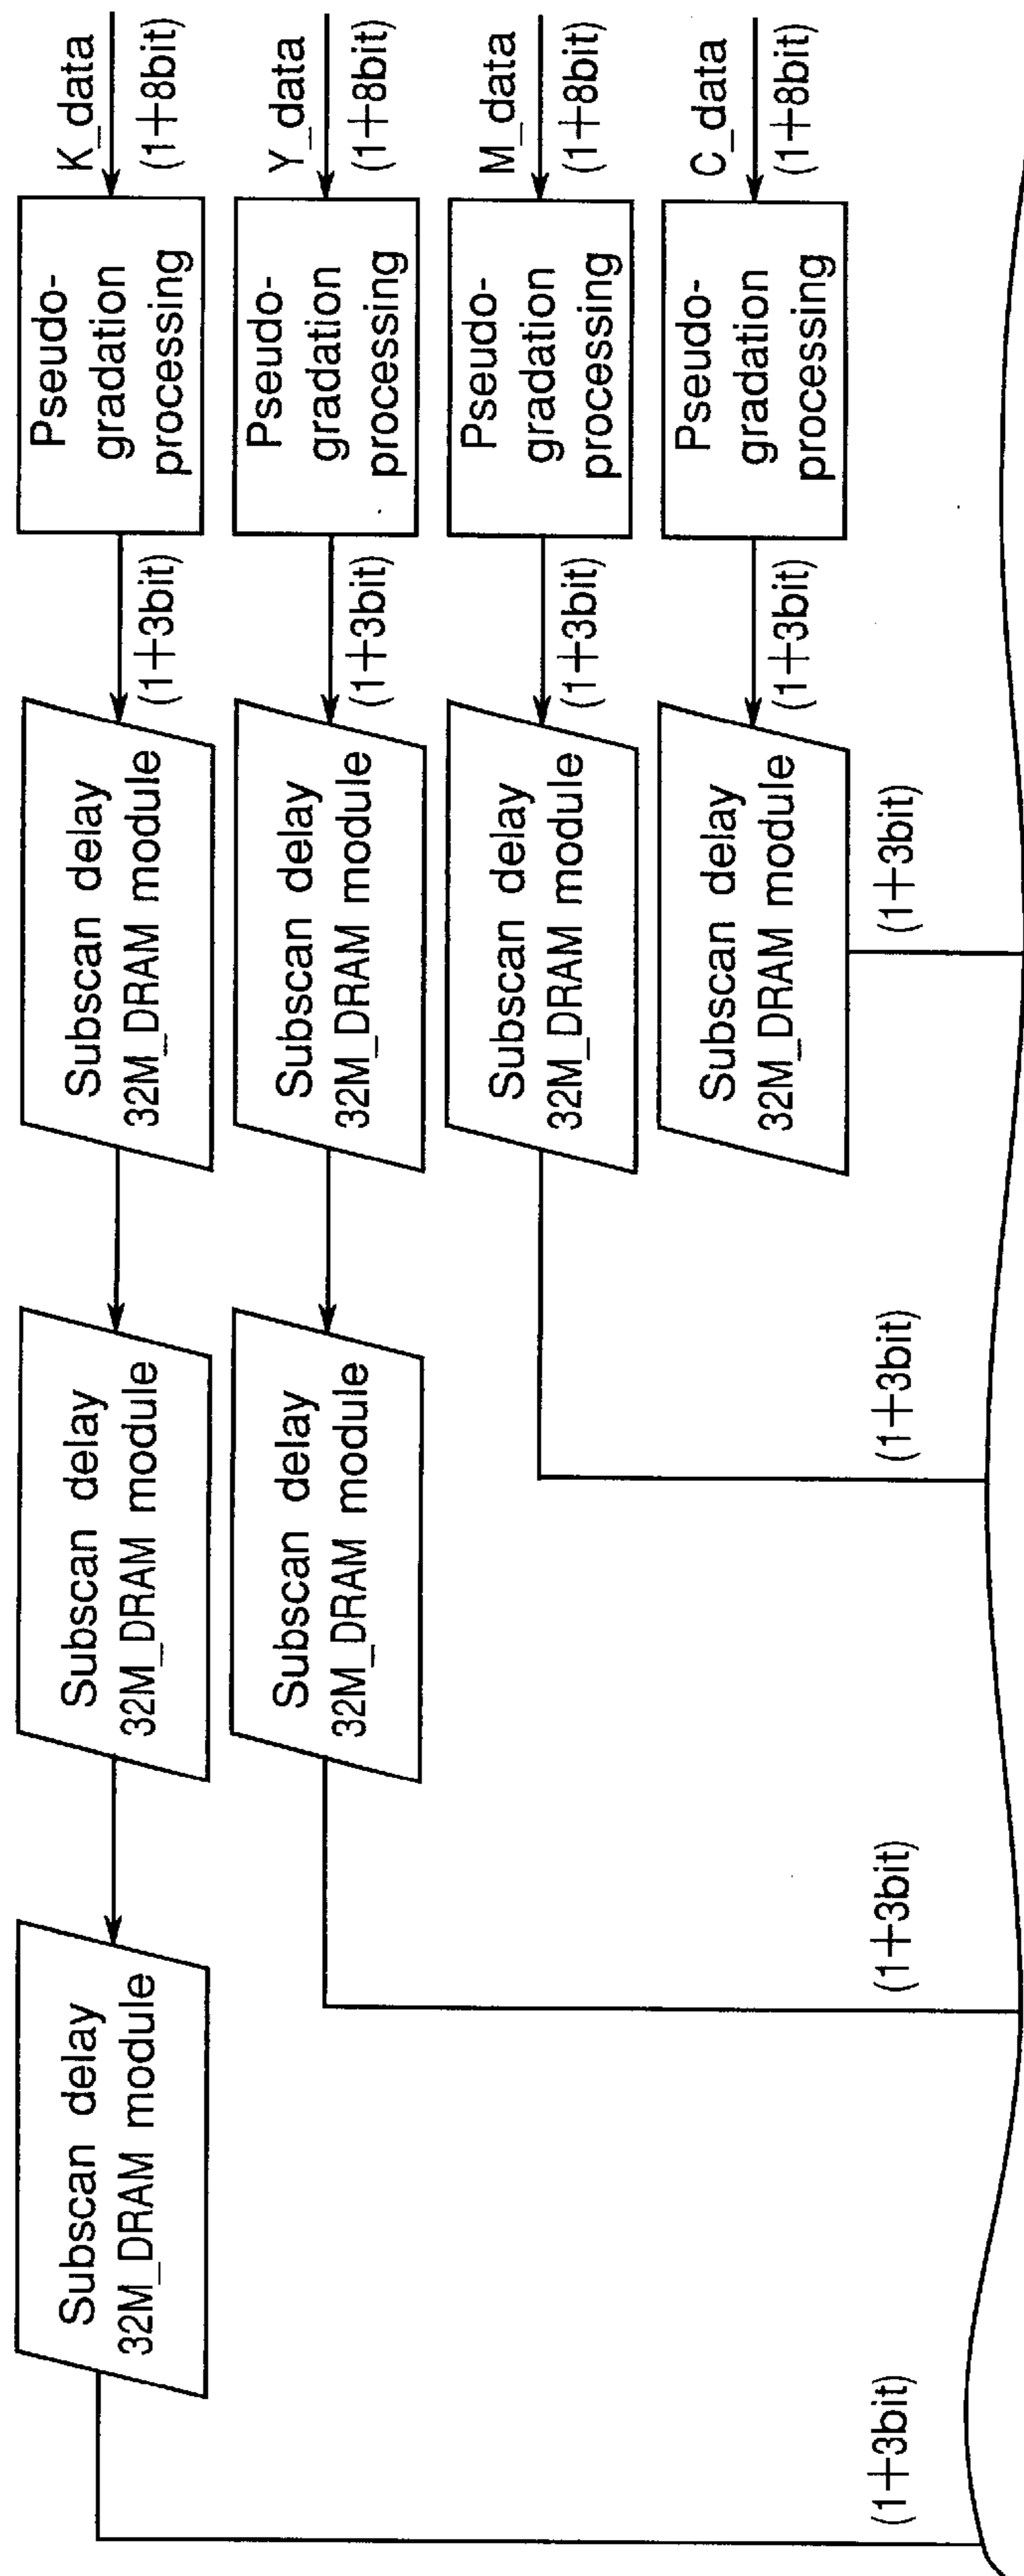 K_data
(1+8bit)
Pseudo-
gradation
processing
(1+3bit)
Subscan delay
32M_DRAM module
Subscan delay
32M_DRAM module
Subscan delay
32M_DRAM module
(1+3bit)
Y_data
(1+8bit)
Pseudo-
gradation
processing
(1+3bit)
Subscan delay
32M_DRAM module
Subscan delay
32M_DRAM module
(1+3bit)
M_data
(1+8bit)
Pseudo-
gradation
processing
(1+3bit)
Subscan delay
32M_DRAM module
(1+3bit)
C_data
(1+8bit)
Pseudo-
gradation
processing
(1+3bit)
Subscan delay
32M_DRAM module
(1+3bit)